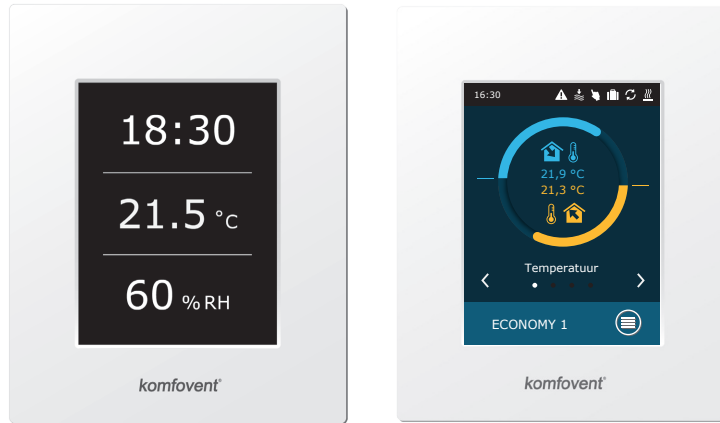 18:30
21.5 °C
60 % RH
komfovent®
16:30
21,9 °C
21,3 °C
Temperatuur
ECONOMY 1
komfovent®